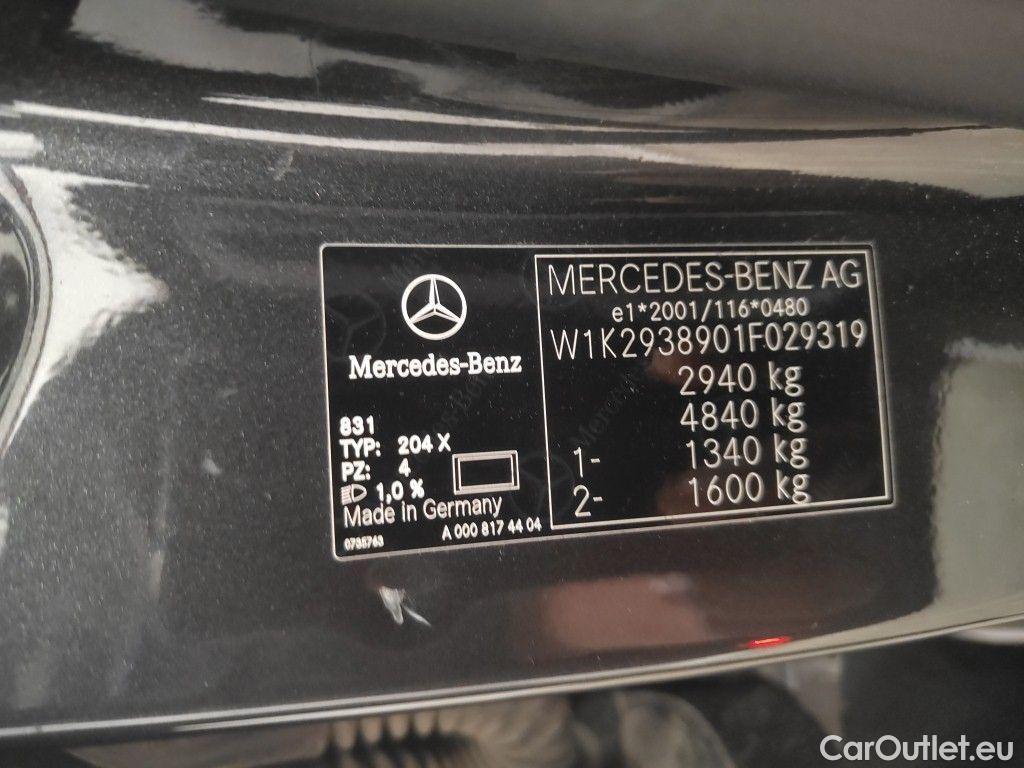 Mercedes-Benz
831
TYP: 204 X
PZ: 4
1,0 %
Made in Germany
0735763
A 000 817 44 04
MERCEDES-BENZ AG
e1*2001/116*0480
W1K2938901F029319
2940 kg
4840 kg
1- 1340 kg
2- 1600 kg
CarOutlet.eu